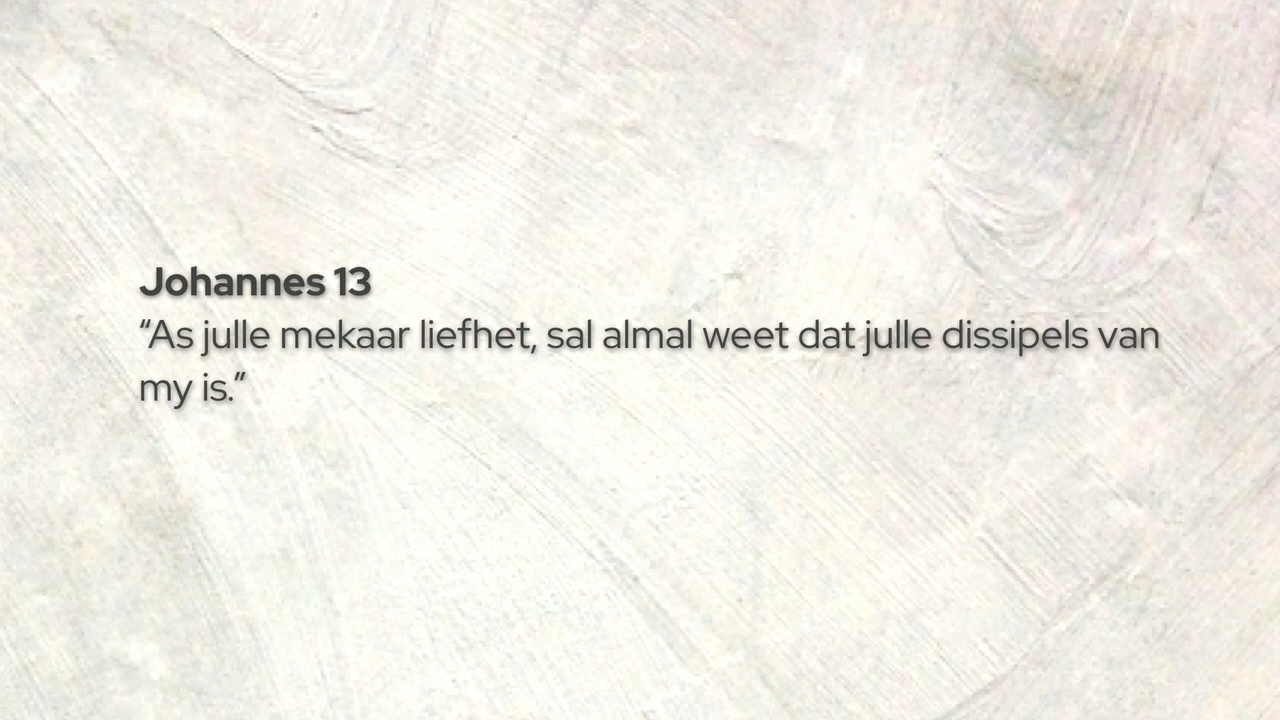 Johannes 13
“As julle mekaar liefhet, sal almal weet dat julle dissipels van
my is.”